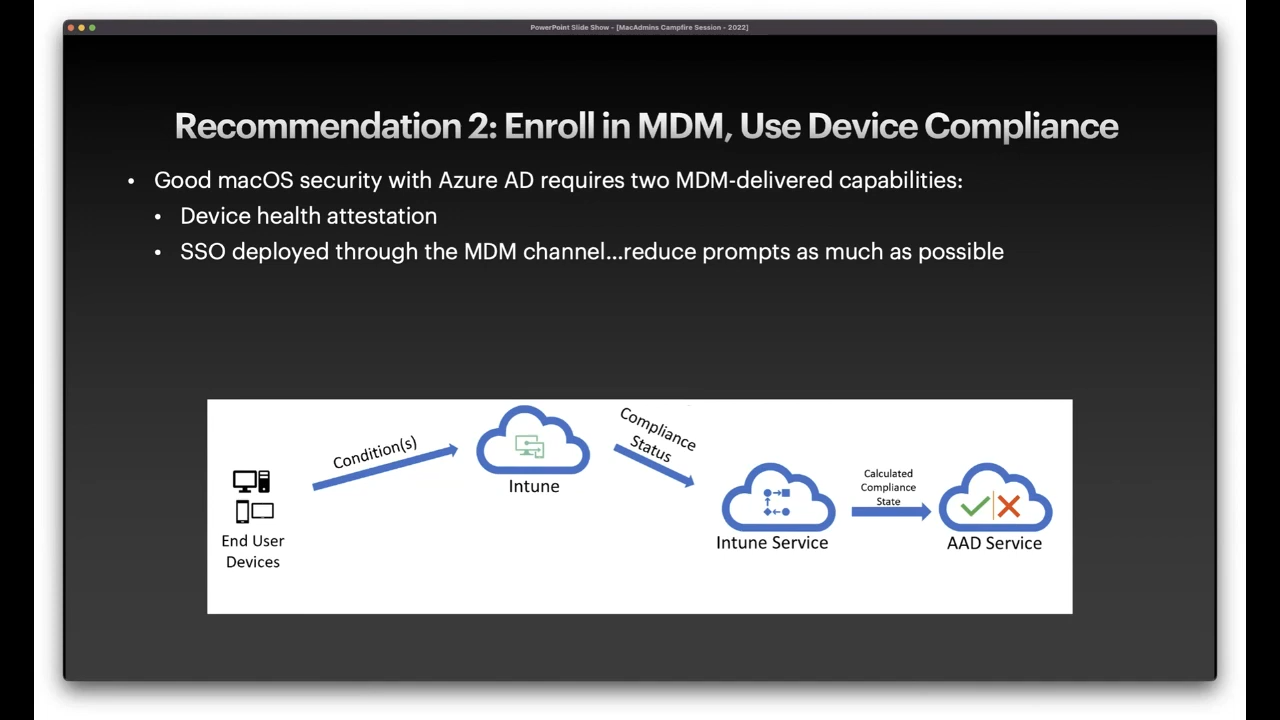 PowerPoint Slide Show - [MacAdmins Campfire Session - 2022]
Recommendation 2: Enroll in MDM, Use Device Compliance
• Good macOS security with Azure AD requires two MDM-delivered capabilities:
• Device health attestation
• SSO deployed through the MDM channel...reduce prompts as much as possible
End User
Devices
Condition(s)
Intune
Compliance
Status
Intune Service
Calculated
Compliance
State
AAD Service